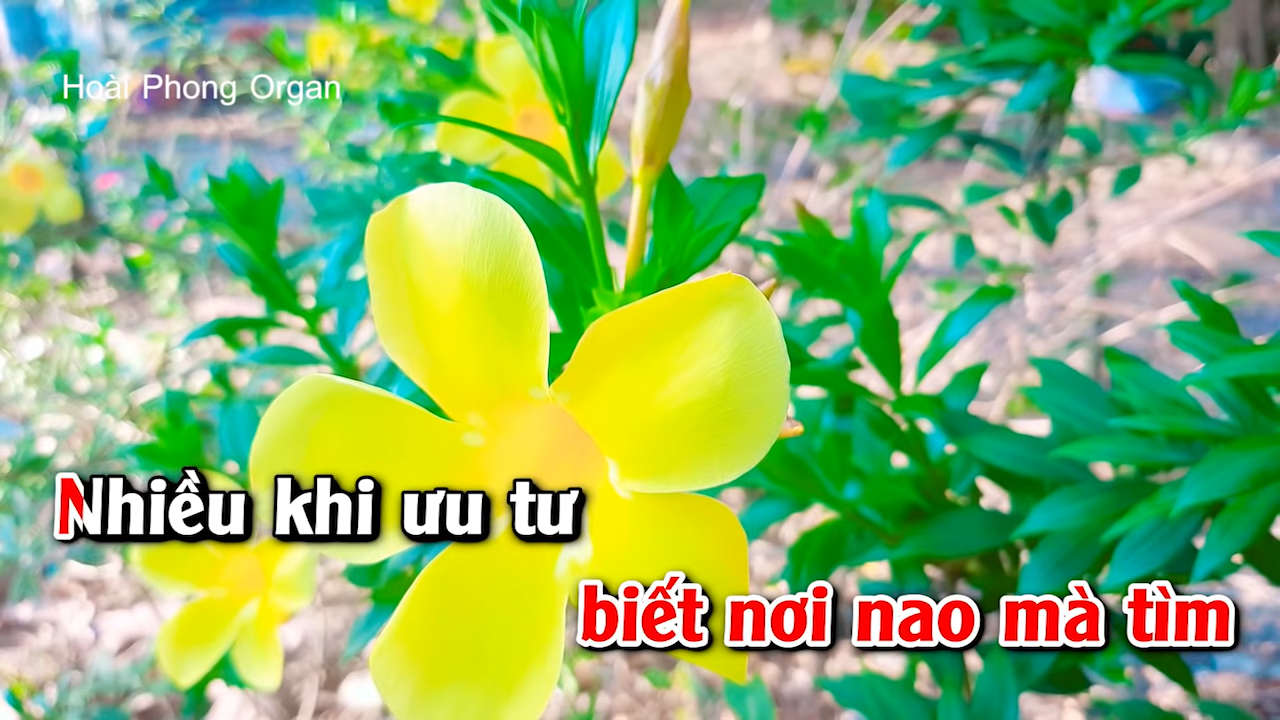 Hoài Phong Organ
Nhiều khi ưu tư
biết nơi nao mà tìm